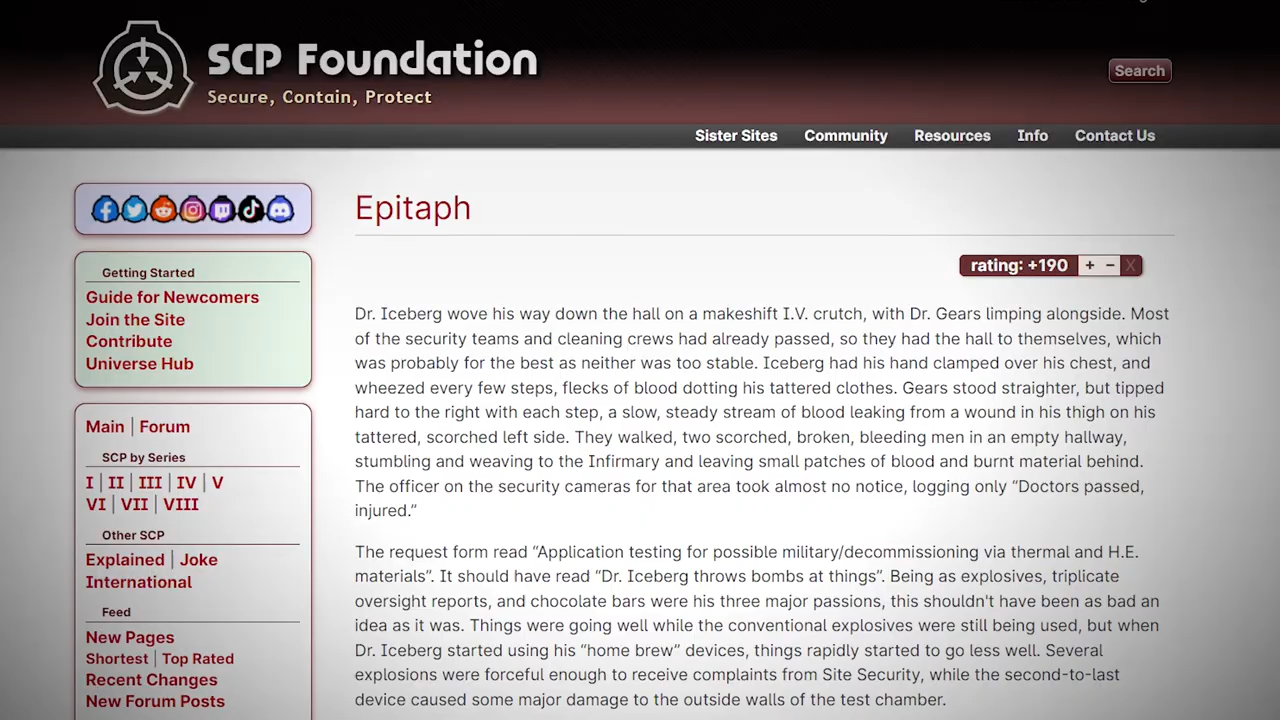 SCP Foundation
Secure, Contain, Protect
Search
Sister Sites Community Resources Info Contact Us
Getting Started
Guide for Newcomers
Join the Site
Contribute
Universe Hub
Main | Forum
SCP by Series
I | II | III | IV | V
VI | VII | VIII
Other SCP
Explained | Joke
International
Feed
New Pages
Shortest | Top Rated
Recent Changes
New Forum Posts
Epitaph
rating: +190 + − X
Dr. Iceberg wove his way down the hall on a makeshift I.V. crutch, with Dr. Gears limping alongside. Most
of the security teams and cleaning crews had already passed, so they had the hall to themselves, which
was probably for the best as neither was too stable. Iceberg had his hand clamped over his chest, and
wheezed every few steps, flecks of blood dotting his tattered clothes. Gears stood straighter, but tipped
hard to the right with each step, a slow, steady stream of blood leaking from a wound in his thigh on his
tattered, scorched left side. They walked, two scorched, broken, bleeding men in an empty hallway,
stumbling and weaving to the Infirmary and leaving small patches of blood and burnt material behind.
The officer on the security cameras for that area took almost no notice, logging only “Doctors passed,
injured.”
The request form read “Application testing for possible military/decommissioning via thermal and H.E.
materials”. It should have read “Dr. Iceberg throws bombs at things”. Being as explosives, triplicate
oversight reports, and chocolate bars were his three major passions, this shouldn't have been as bad an
idea as it was. Things were going well while the conventional explosives were still being used, but when
Dr. Iceberg started using his “home brew” devices, things rapidly started to go less well. Several
explosions were forceful enough to receive complaints from Site Security, while the second-to-last
device caused some major damage to the outside walls of the test chamber.